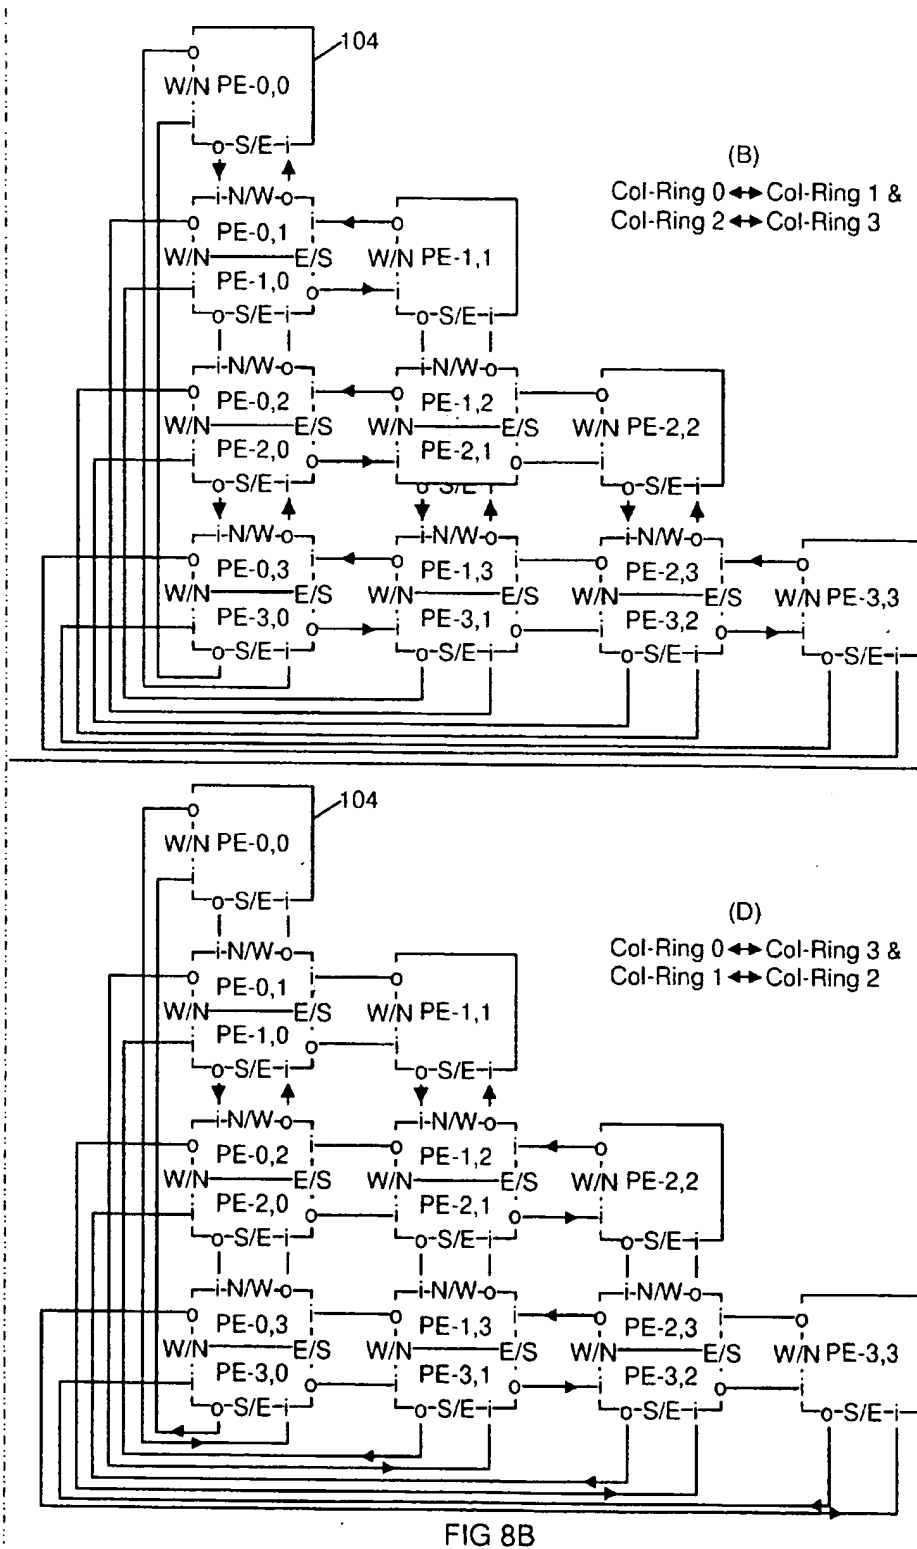 104
o
W/N PE-0,0
i
o-S/E-i
(B)
Col-Ring 0 ↔ Col-Ring 1 &
Col-Ring 2 ↔ Col-Ring 3
i-N/W-o
o PE-0,1 i o
W/N E/S W/N PE-1,1
i PE-1,0 o i
o-S/E-i o-S/E-i
i-N/W-o i-N/W-o
o PE-0,2 i o PE-1,2 i o
W/N E/S W/N E/S W/N PE-2,2
i PE-2,0 o i PE-2,1 o i
o-S/E-i o-S/E-i o-S/E-i
i-N/W-o i-N/W-o i-N/W-o
o PE-0,3 i o PE-1,3 i o PE-2,3 i o
W/N E/S W/N E/S W/N E/S W/N PE-3,3
i PE-3,0 o i PE-3,1 o i PE-3,2 o i
o-S/E-i o-S/E-i o-S/E-i o-S/E-i
104
o
W/N PE-0,0
i
o-S/E-i
(D)
Col-Ring 0 ↔ Col-Ring 3 &
Col-Ring 1 ↔ Col-Ring 2
i-N/W-o
o PE-0,1 i o
W/N E/S W/N PE-1,1
i PE-1,0 o i
o-S/E-i o-S/E-i
i-N/W-o i-N/W-o
o PE-0,2 i o PE-1,2 i o
W/N E/S W/N E/S W/N PE-2,2
i PE-2,0 o i PE-2,1 o i
o-S/E-i o-S/E-i o-S/E-i
i-N/W-o i-N/W-o i-N/W-o
o PE-0,3 i o PE-1,3 i o PE-2,3 i o
W/N E/S W/N E/S W/N E/S W/N PE-3,3
i PE-3,0 o i PE-3,1 o i PE-3,2 o i
o-S/E-i o-S/E-i o-S/E-i o-S/E-i
FIG 8B